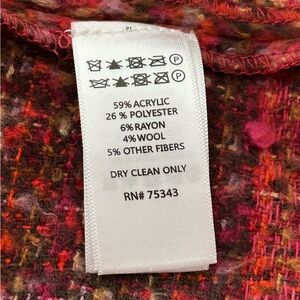 59% ACRYLIC
26 % POLYESTER
6% RAYON
4% WOOL
5% OTHER FIBERS
DRY CLEAN ONLY
RN# 75343